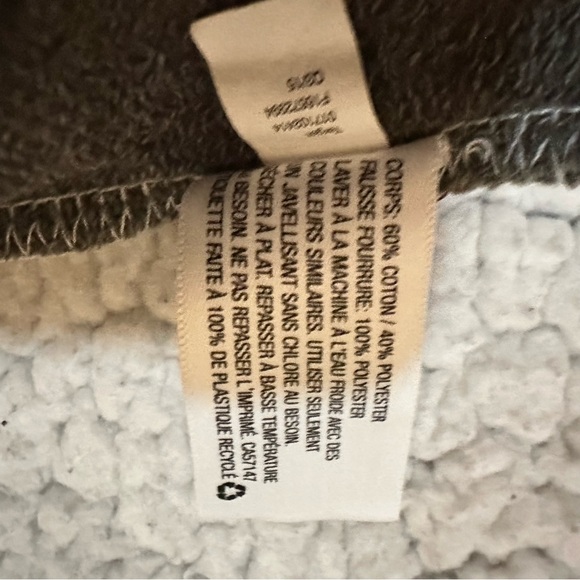 CORPS: 60% COTON / 40% POLYESTER
FAUSSE FOURRURE: 100% POLYESTER
LAVER À LA MACHINE À L'EAU FROIDE AVEC DES
COULEURS SIMILAIRES. UTILISER SEULEMENT
UN JAVELLISANT SANS CHLORE AU BESOIN.
SÉCHER À PLAT. REPASSER À BASSE TEMPÉRATURE
AU BESOIN. NE PAS REPASSER L'IMPRIMÉ. CA57147
ÉTIQUETTE FAITE À 100% DE PLASTIQUE RECYCLÉ